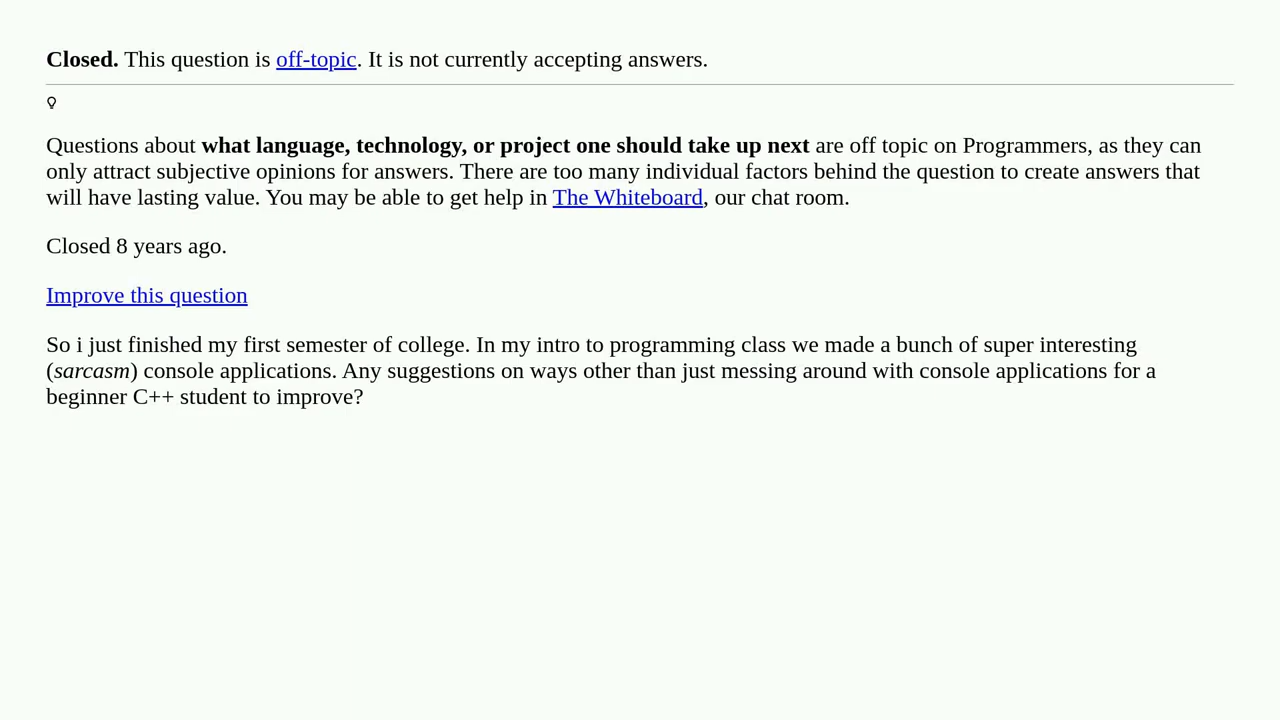 Closed. This question is off-topic. It is not currently accepting answers.
Questions about what language, technology, or project one should take up next are off topic on Programmers, as they can
only attract subjective opinions for answers. There are too many individual factors behind the question to create answers that
will have lasting value. You may be able to get help in The Whiteboard, our chat room.
Closed 8 years ago.
Improve this question
So i just finished my first semester of college. In my intro to programming class we made a bunch of super interesting
(sarcasm) console applications. Any suggestions on ways other than just messing around with console applications for a
beginner C++ student to improve?